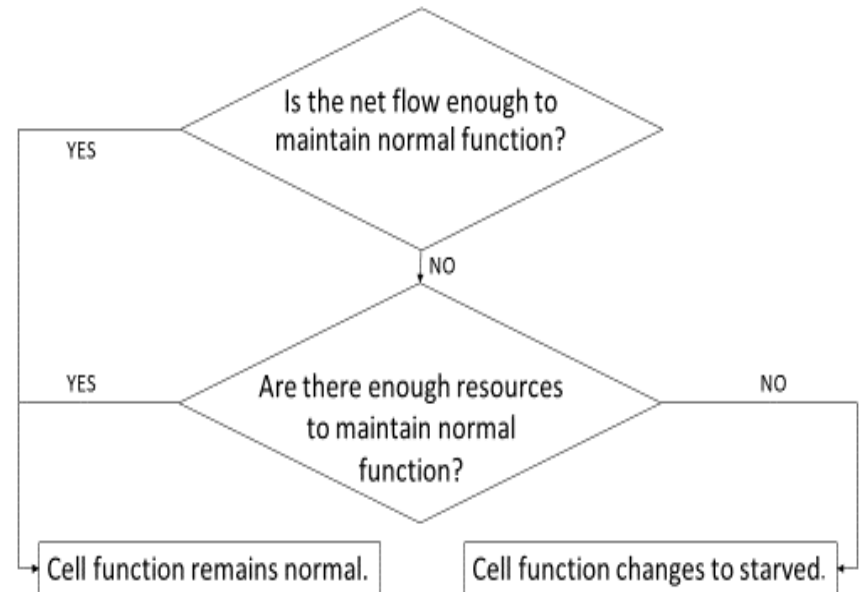 Is the net flow enough to
maintain normal function?
YES
NO
YES
Are there enough resources
to maintain normal
function?
NO
Cell function remains normal.
Cell function changes to starved.